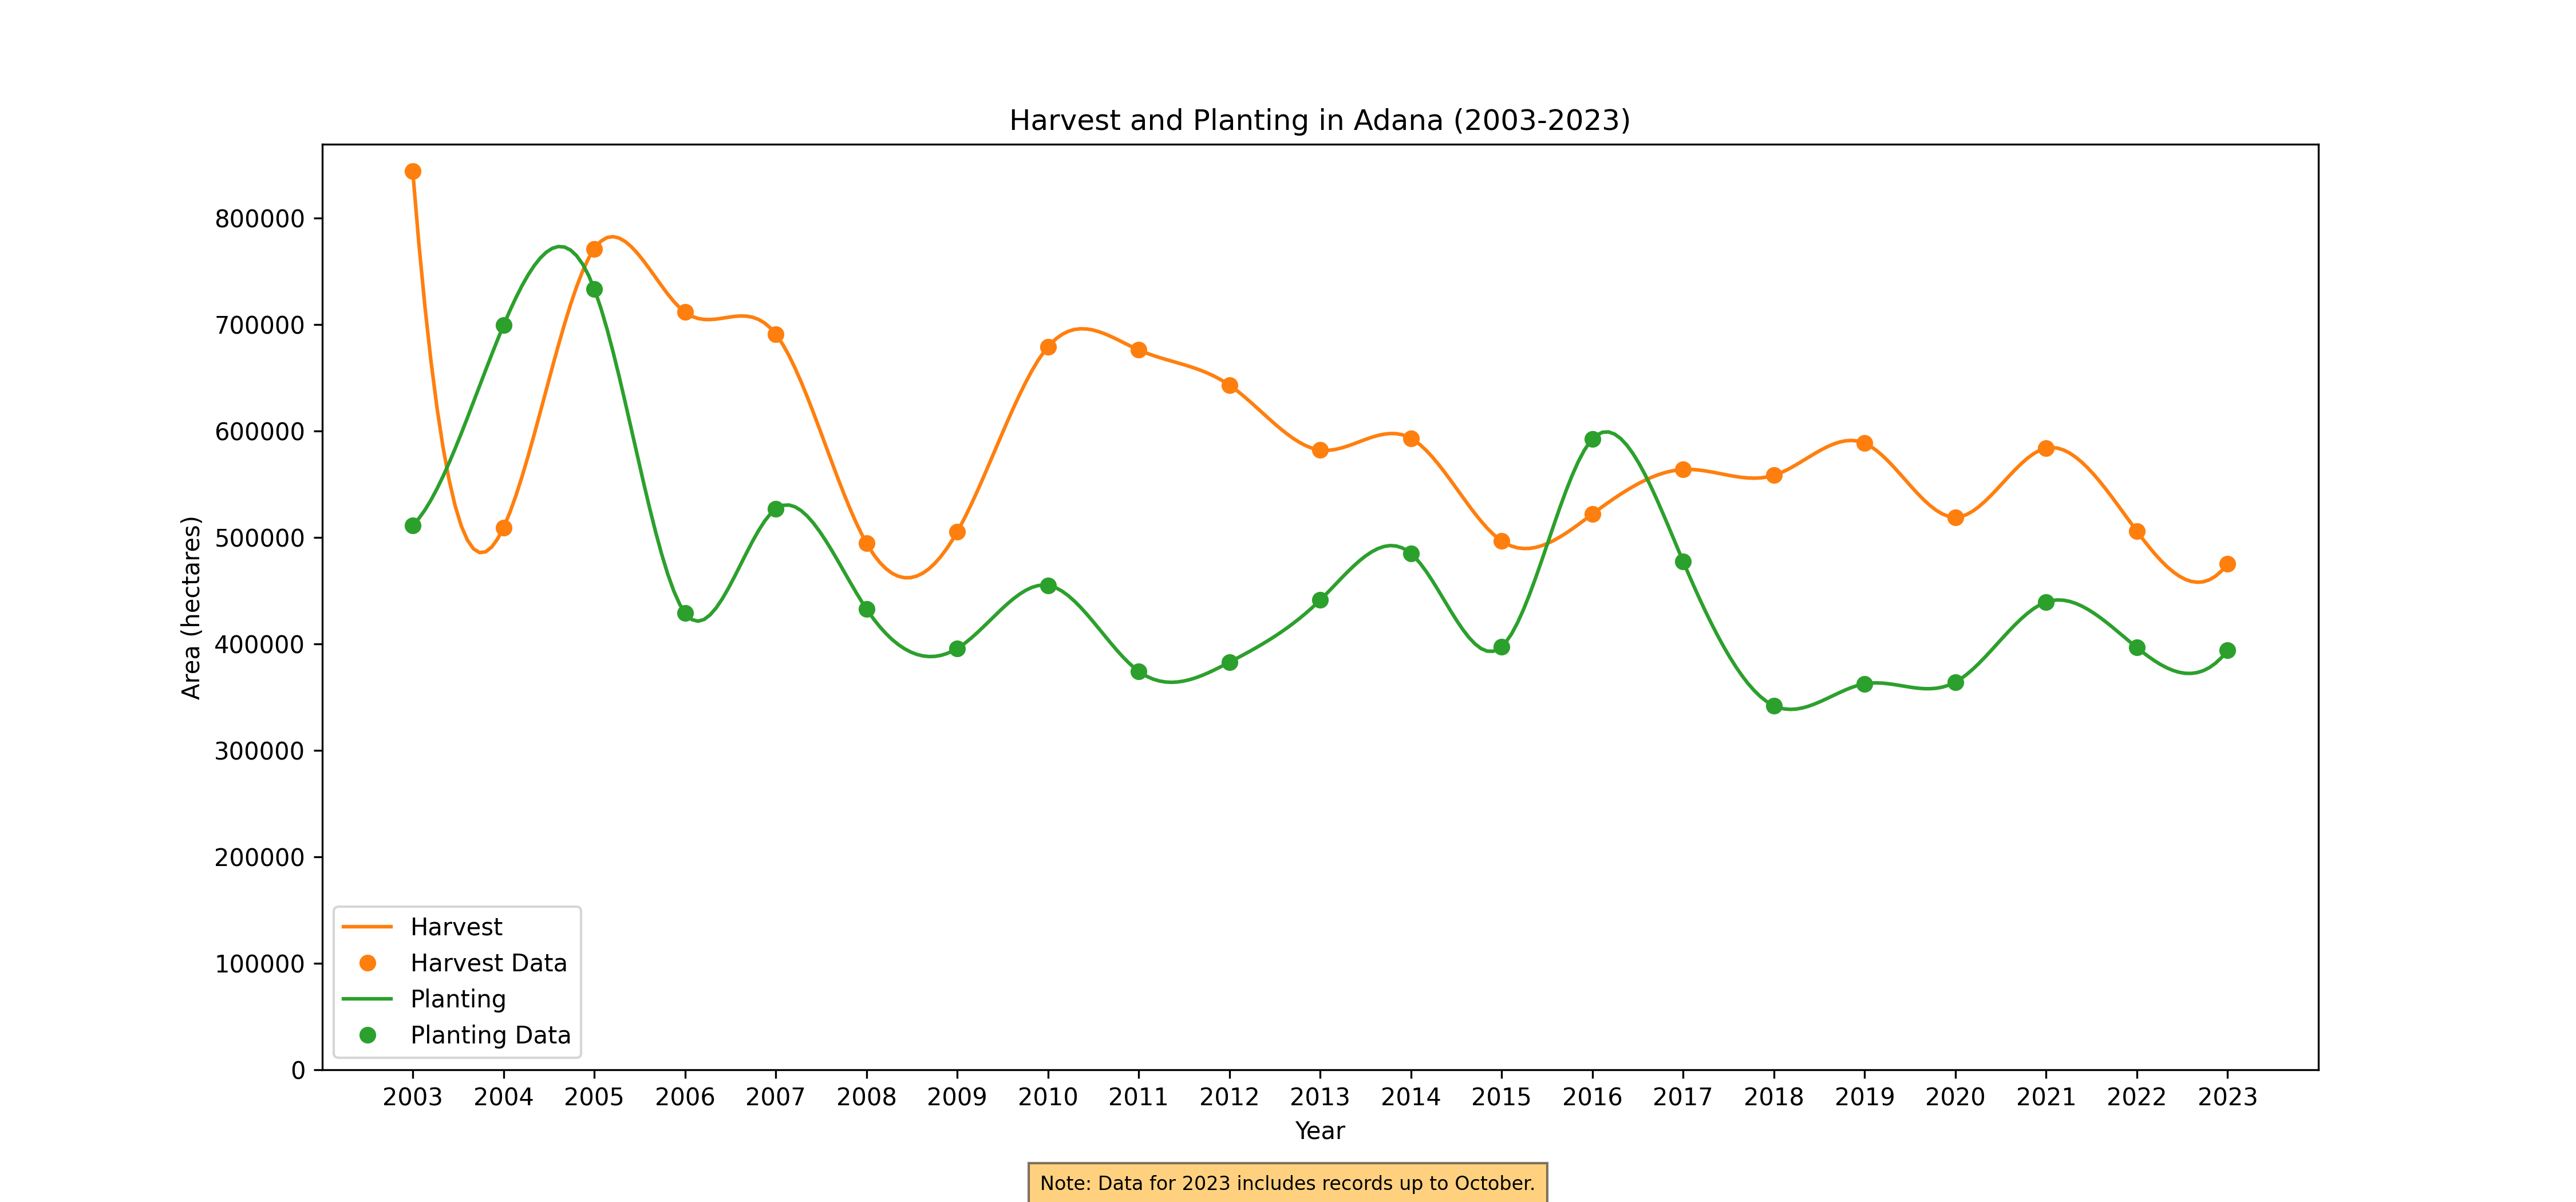 Harvest and Planting in Adana (2003-2023)
Area (hectares)
800000
700000
600000
500000
400000
300000
200000
100000
0
Harvest
Harvest Data
Planting
Planting Data
2003 2004 2005 2006 2007 2008 2009 2010 2011 2012 2013 2014 2015 2016 2017 2018 2019 2020 2021 2022 2023
Year
Note: Data for 2023 includes records up to October.